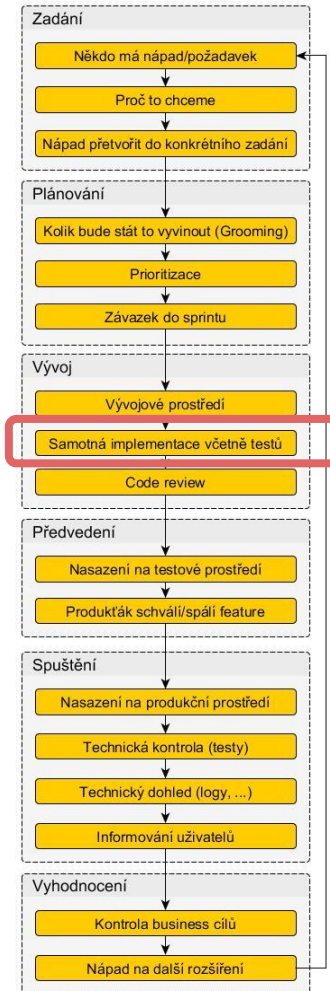 Zadání
Někdo má nápad/požadavek
Proč to chceme
Nápad přetvořit do konkrétního zadání
Plánování
Kolik bude stát to vyvinout (Grooming)
Prioritizace
Závazek do sprintu
Vývoj
Vývojové prostředí
Samotná implementace včetně testů
Code review
Předvedení
Nasazení na testové prostředí
Produkťák schválí/spálí feature
Spuštění
Nasazení na produkční prostředí
Technická kontrola (testy)
Technický dohled (logy, ...)
Informování uživatelů
Vyhodnocení
Kontrola business cílů
Nápad na další rozšíření